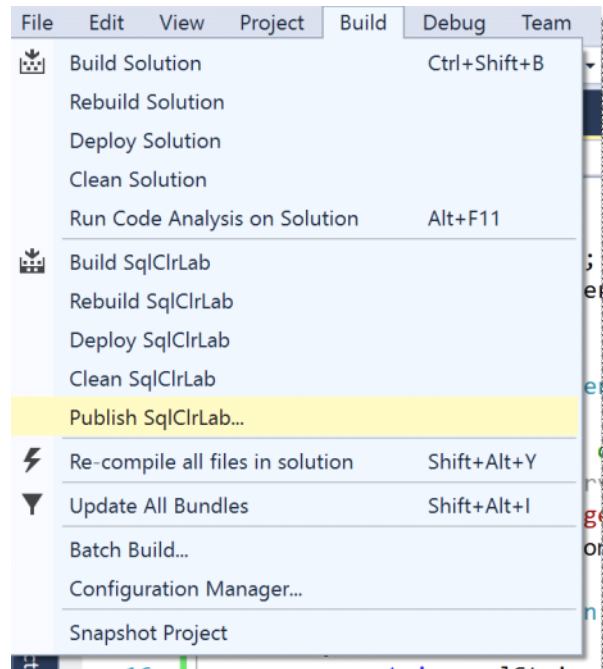 File Edit View Project Build Debug Team
Build Solution Ctrl+Shift+B
Rebuild Solution
Deploy Solution
Clean Solution
Run Code Analysis on Solution Alt+F11
Build SqlClrLab
Rebuild SqlClrLab
Deploy SqlClrLab
Clean SqlClrLab
Publish SqlClrLab...
Re-compile all files in solution Shift+Alt+Y
Update All Bundles Shift+Alt+I
Batch Build...
Configuration Manager...
Snapshot Project